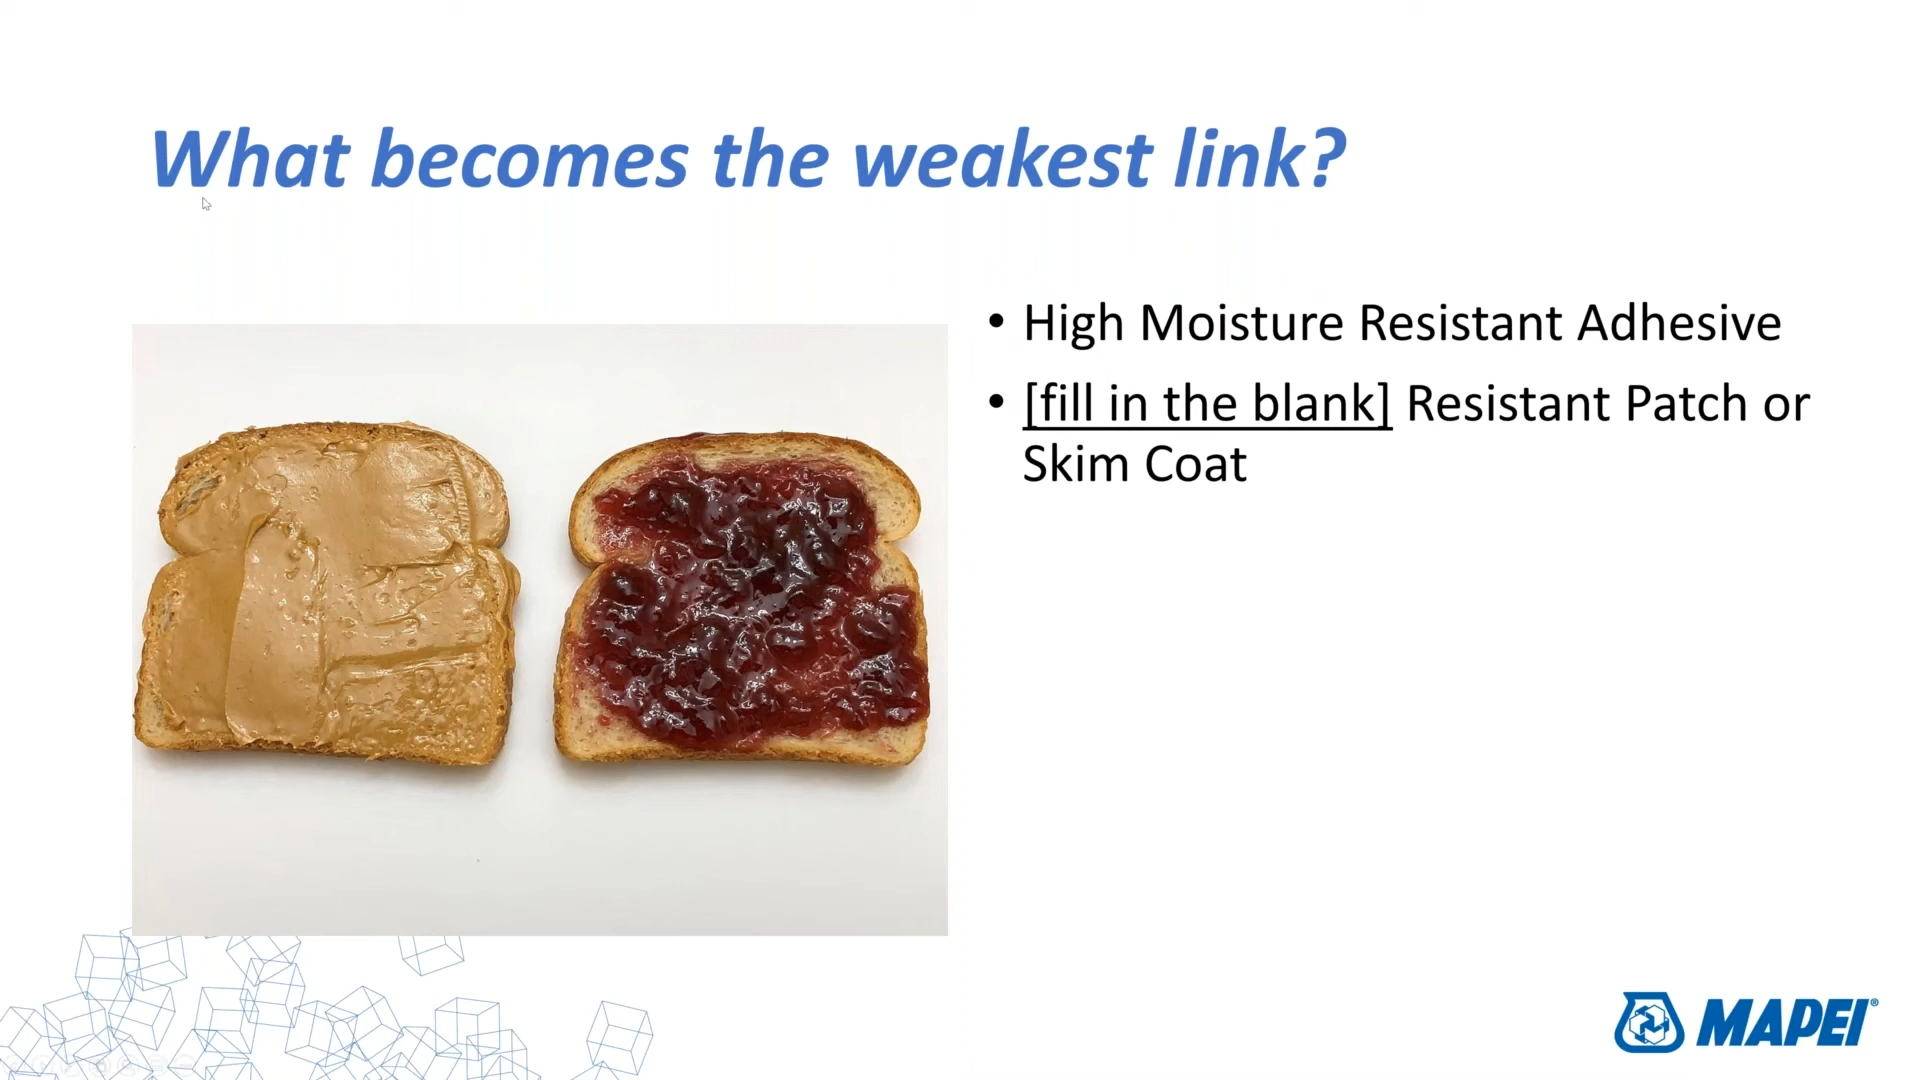 What becomes the weakest link?
• High Moisture Resistant Adhesive
• [fill in the blank] Resistant Patch or
Skim Coat
MAPEI®